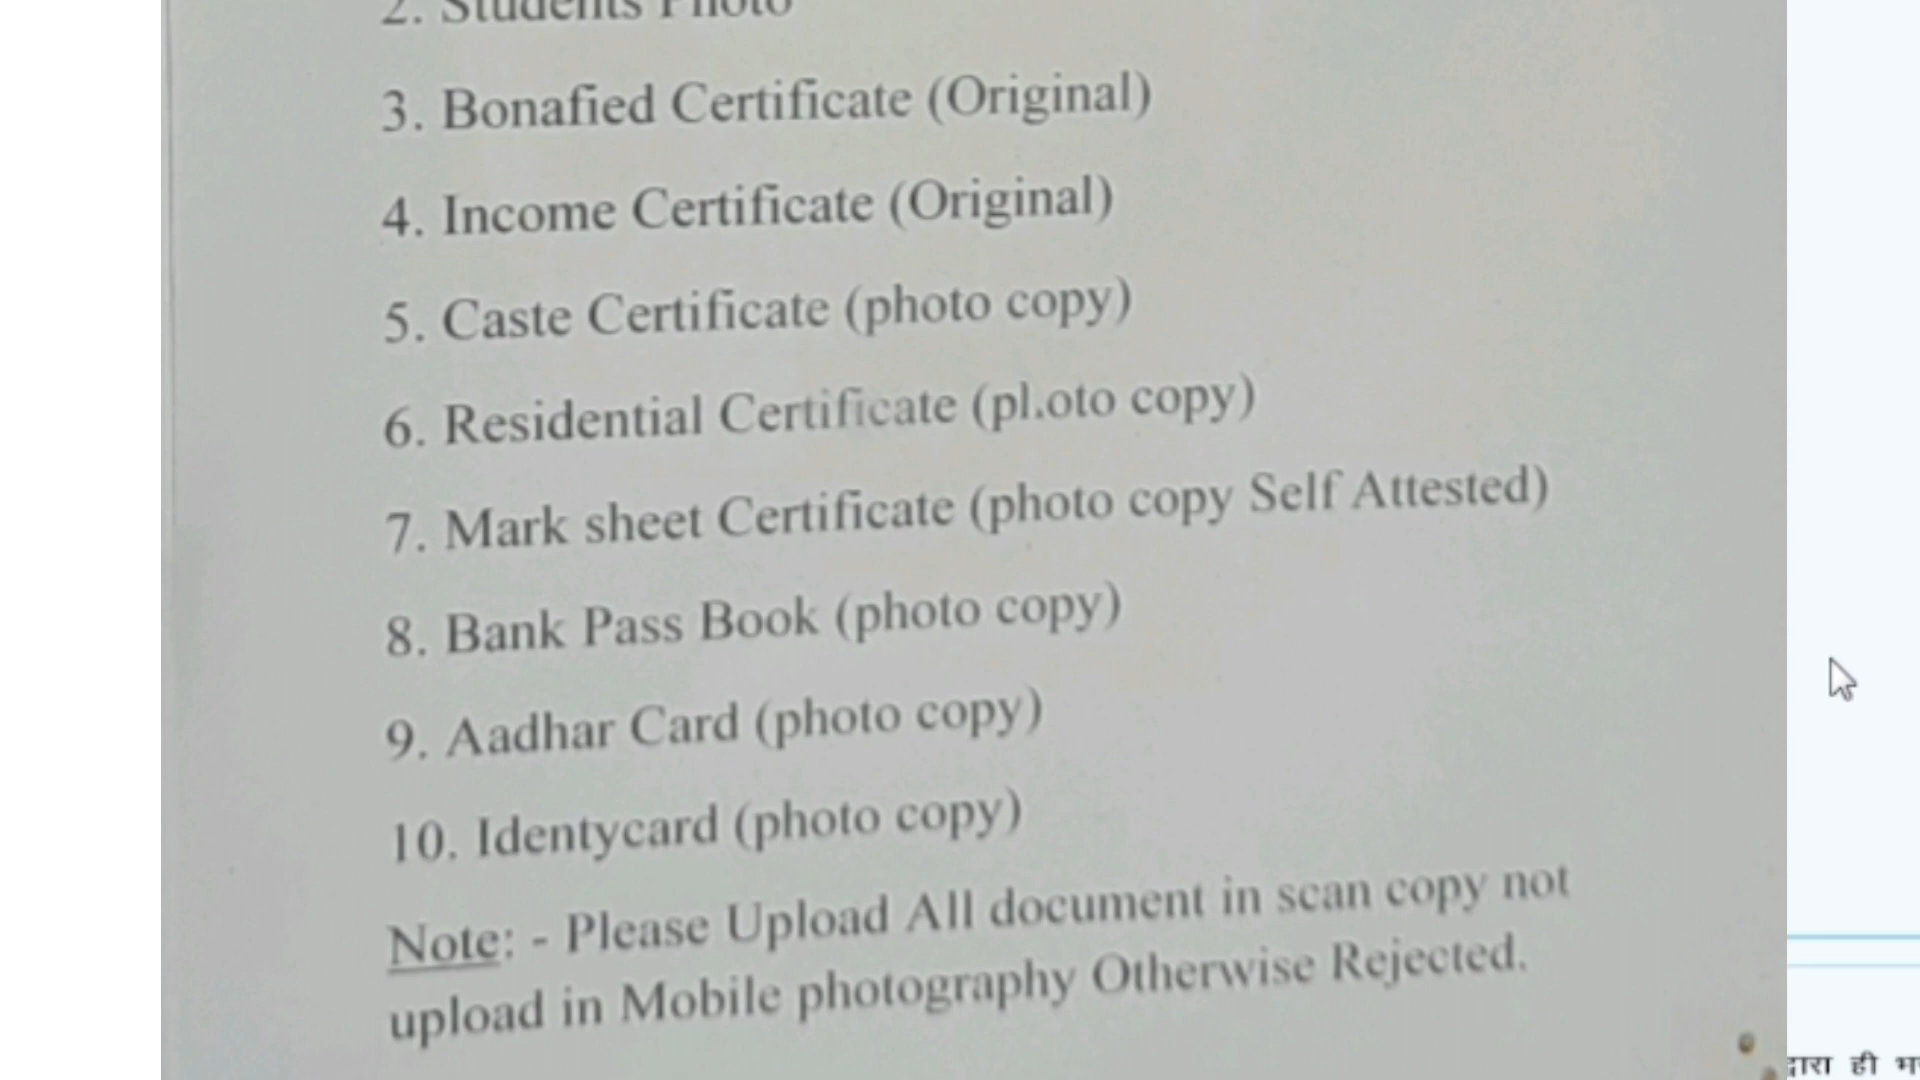 2. Students Photo
3. Bonafied Certificate (Original)
4. Income Certificate (Original)
5. Caste Certificate (photo copy)
6. Residential Certificate (pl.oto copy)
7. Mark sheet Certificate (photo copy Self Attested)
8. Bank Pass Book (photo copy)
9. Aadhar Card (photo copy)
10. Identycard (photo copy)
Note: - Please Upload All document in scan copy not
upload in Mobile photography Otherwise Rejected.
ही